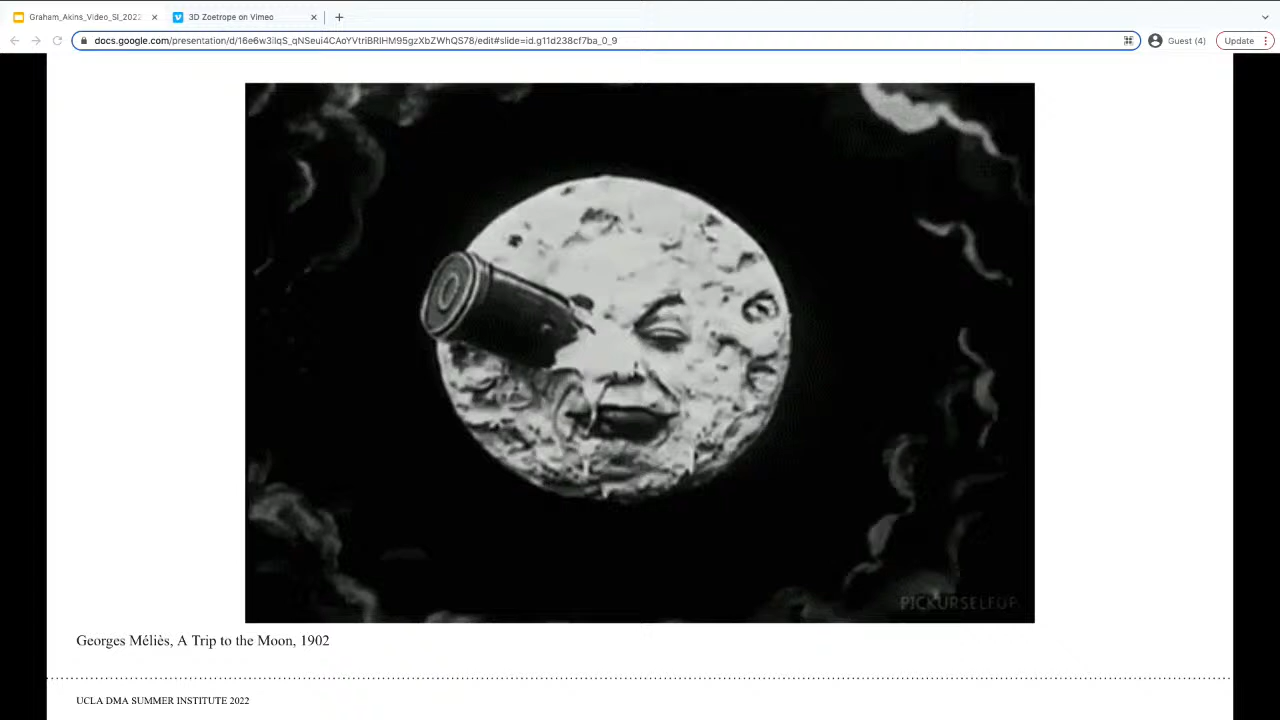 Graham_Akins_Video_SI_2022
3D Zoetrope on Vimeo
docs.google.com/presentation/d/16e6w3ilqS_qNSeui4CAoYVtriBRIHM95gzXbZWhQS78/edit#slide=id.g11d238cf7ba_0_9
Guest (4)
Update
PICKURSELFUP
Georges Méliès, A Trip to the Moon, 1902
UCLA DMA SUMMER INSTITUTE 2022